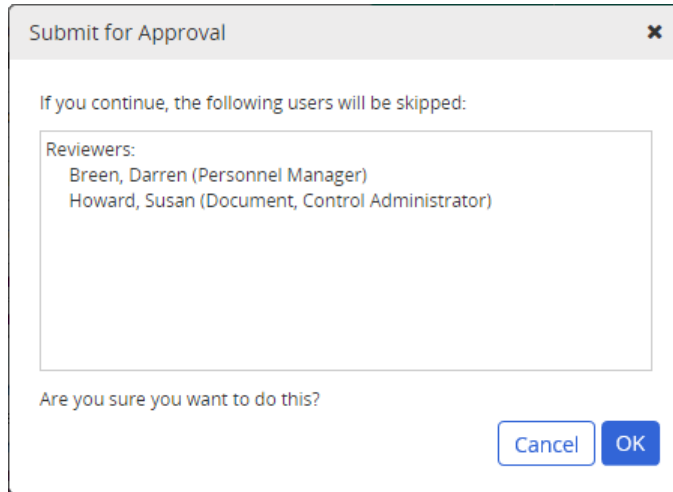 Submit for Approval
If you continue, the following users will be skipped:
Reviewers:
Breen, Darren (Personnel Manager)
Howard, Susan (Document, Control Administrator)
Are you sure you want to do this?
Cancel OK